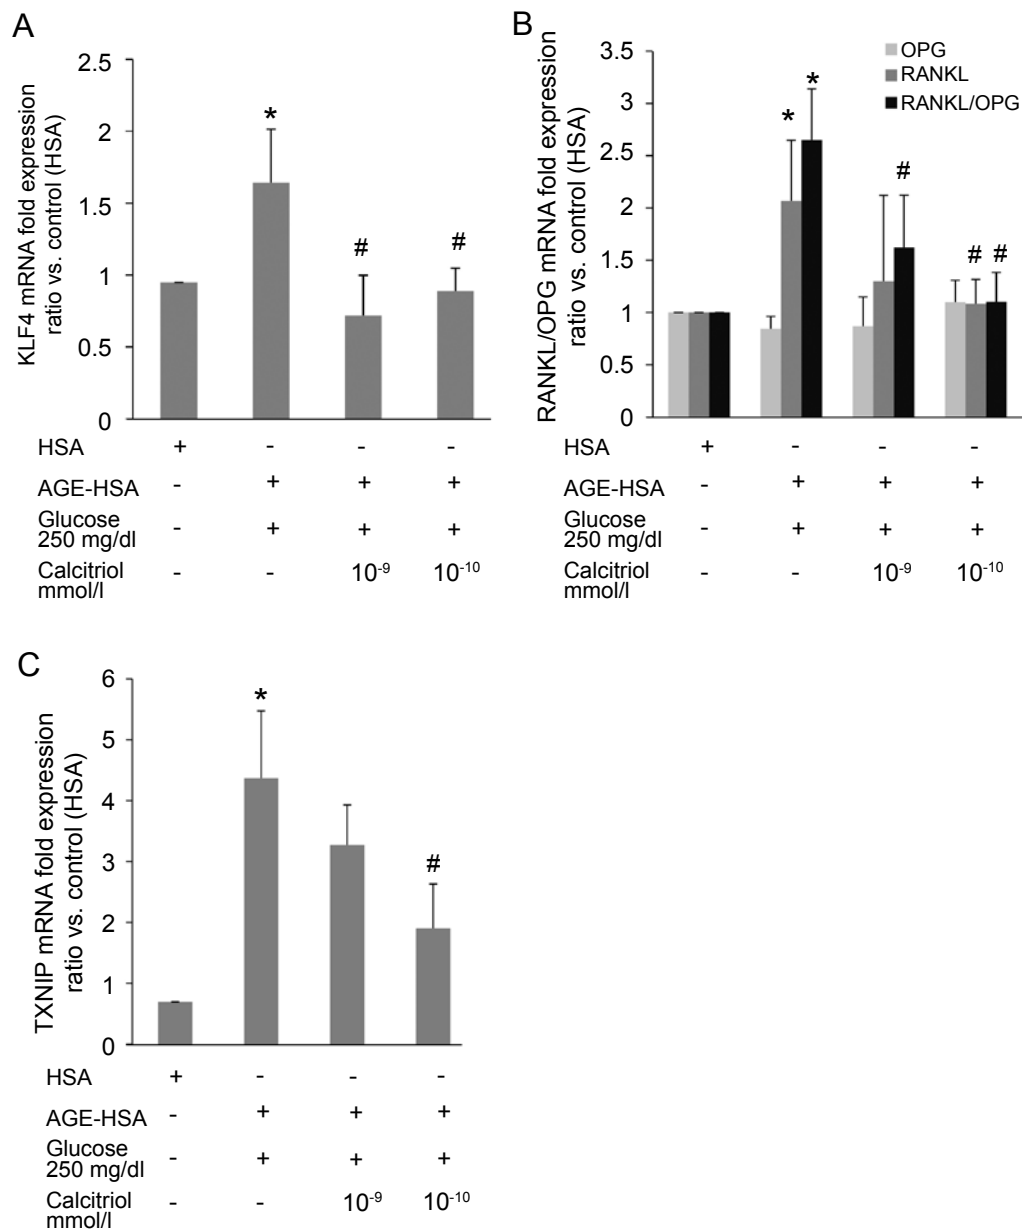 A
KLF4 mRNA fold expression
ratio vs. control (HSA)
2.5
2
1.5
1
0.5
0
*
#
#
HSA + - - -
AGE-HSA - + + +
Glucose
250 mg/dl - + + +
Calcitriol
mmol/l - - 10⁻⁹ 10⁻¹⁰
B
RANKL/OPG mRNA fold expression
ratio vs. control (HSA)
3.5
3
2.5
2
1.5
1
0.5
0
OPG
RANKL
RANKL/OPG
*
*
#
#
#
HSA + - - -
AGE-HSA - + + +
Glucose
250 mg/dl - + + +
Calcitriol
mmol/l - - 10⁻⁹ 10⁻¹⁰
C
TXNIP mRNA fold expression
ratio vs. control (HSA)
6
5
4
3
2
1
0
*
#
HSA + - - -
AGE-HSA - + + +
Glucose
250 mg/dl - + + +
Calcitriol
mmol/l - - 10⁻⁹ 10⁻¹⁰